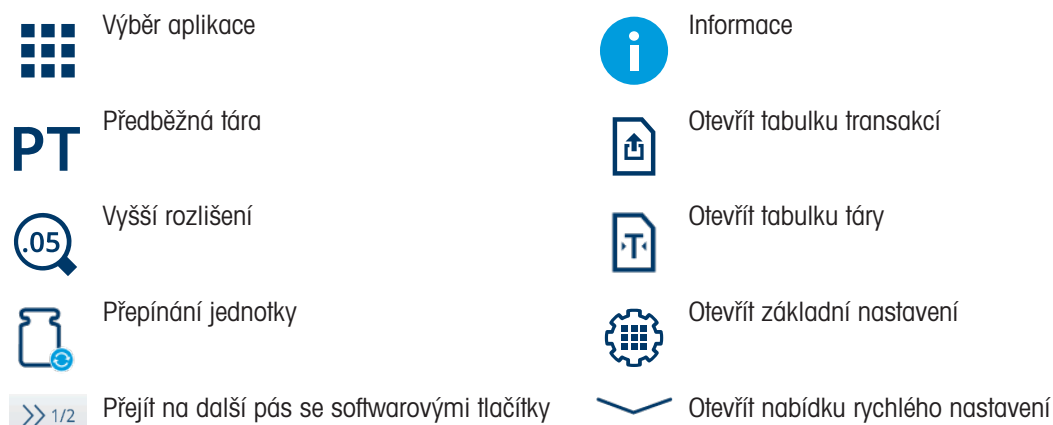 Výběr aplikace
Informace
PT
Předběžná tára
Otevřít tabulku transakcí
.05
Vyšší rozlišení
T
Otevřít tabulku táry
Přepínání jednotky
Otevřít základní nastavení
1/2
Přejít na další pás se softwarovými tlačítky
Otevřít nabídku rychlého nastavení